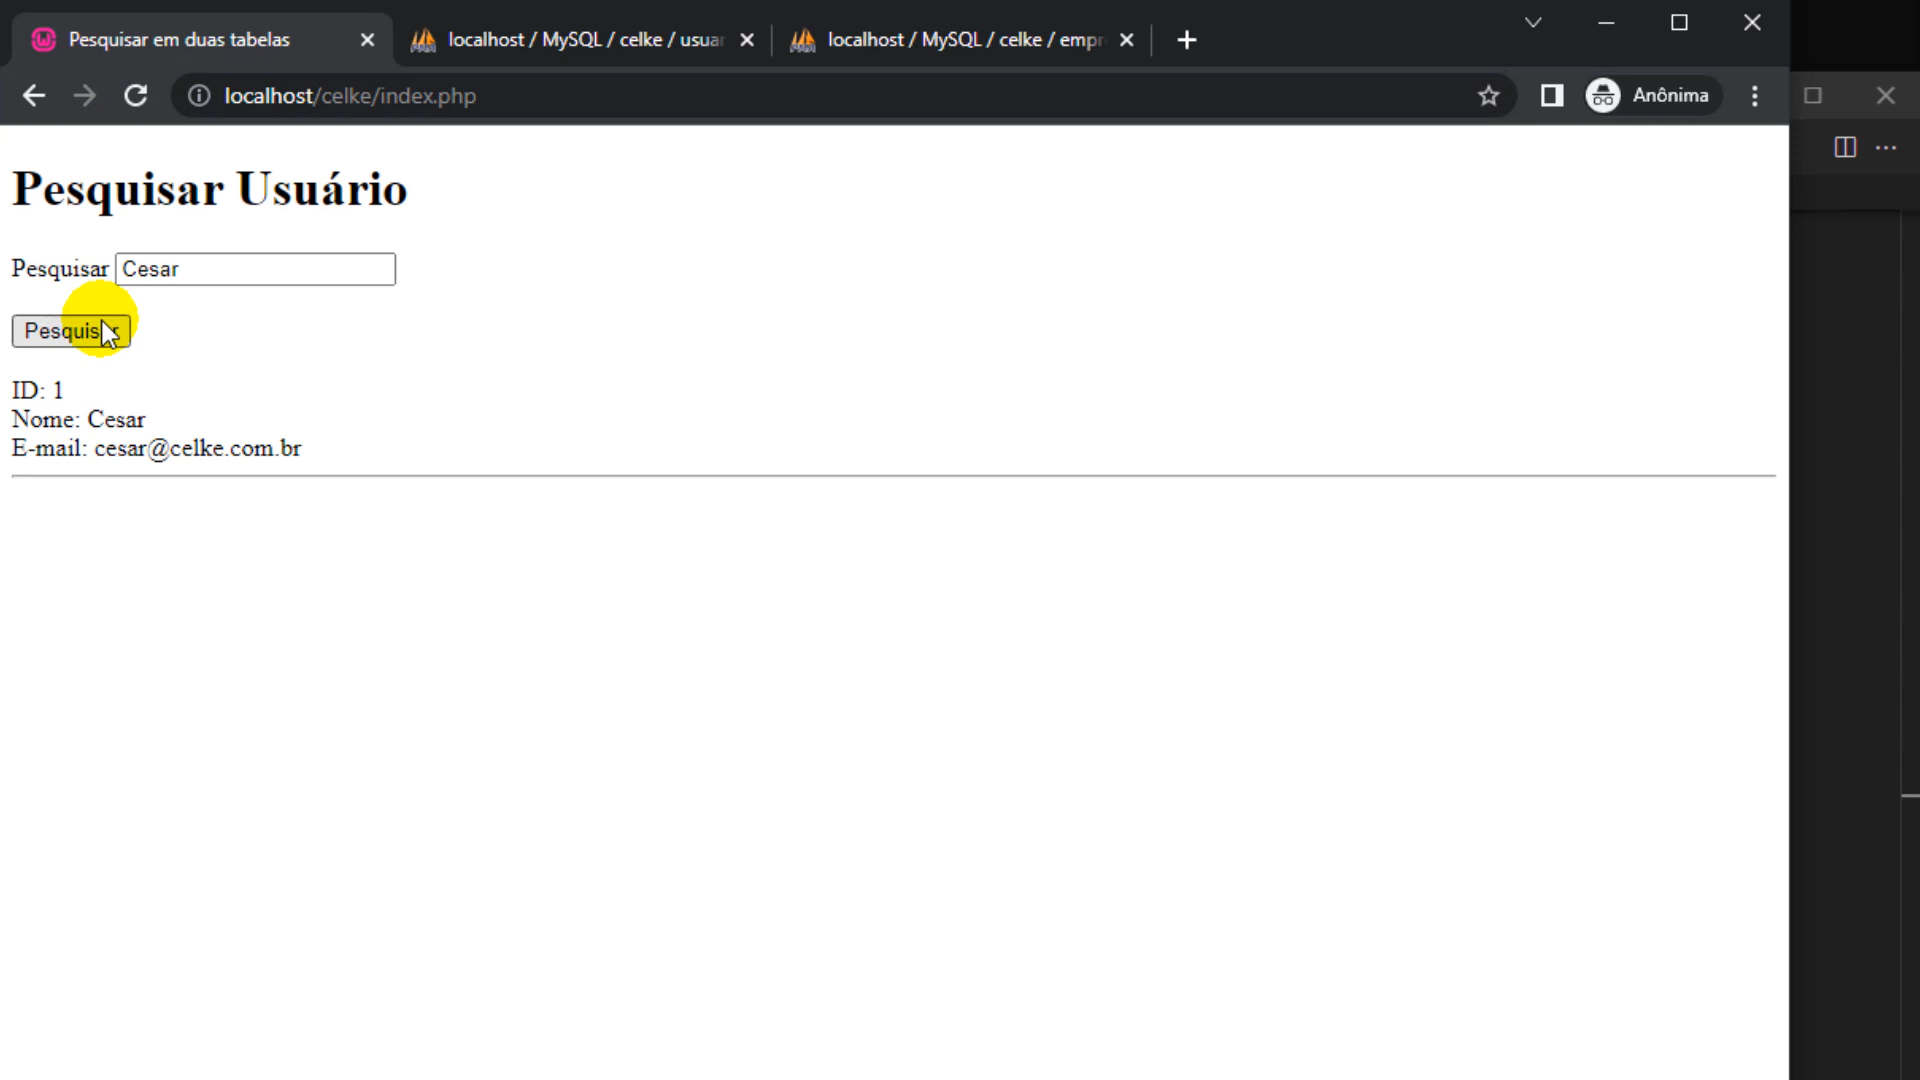 Pesquisar em duas tabelas
localhost / MySQL / celke / usuar
localhost / MySQL / celke / empr
localhost/celke/index.php
Anônima
Pesquisar Usuário
Pesquisar Cesar
Pesquisar
ID: 1
Nome: Cesar
E-mail: cesar@celke.com.br